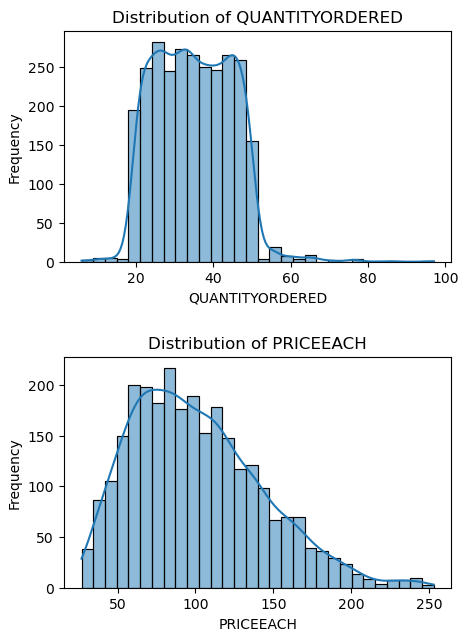 Distribution of QUANTITYORDERED
250
200
150
100
50
0
Frequency
20 40 60 80 100
QUANTITYORDERED
Distribution of PRICEEACH
200
150
100
50
0
Frequency
50 100 150 200 250
PRICEEACH